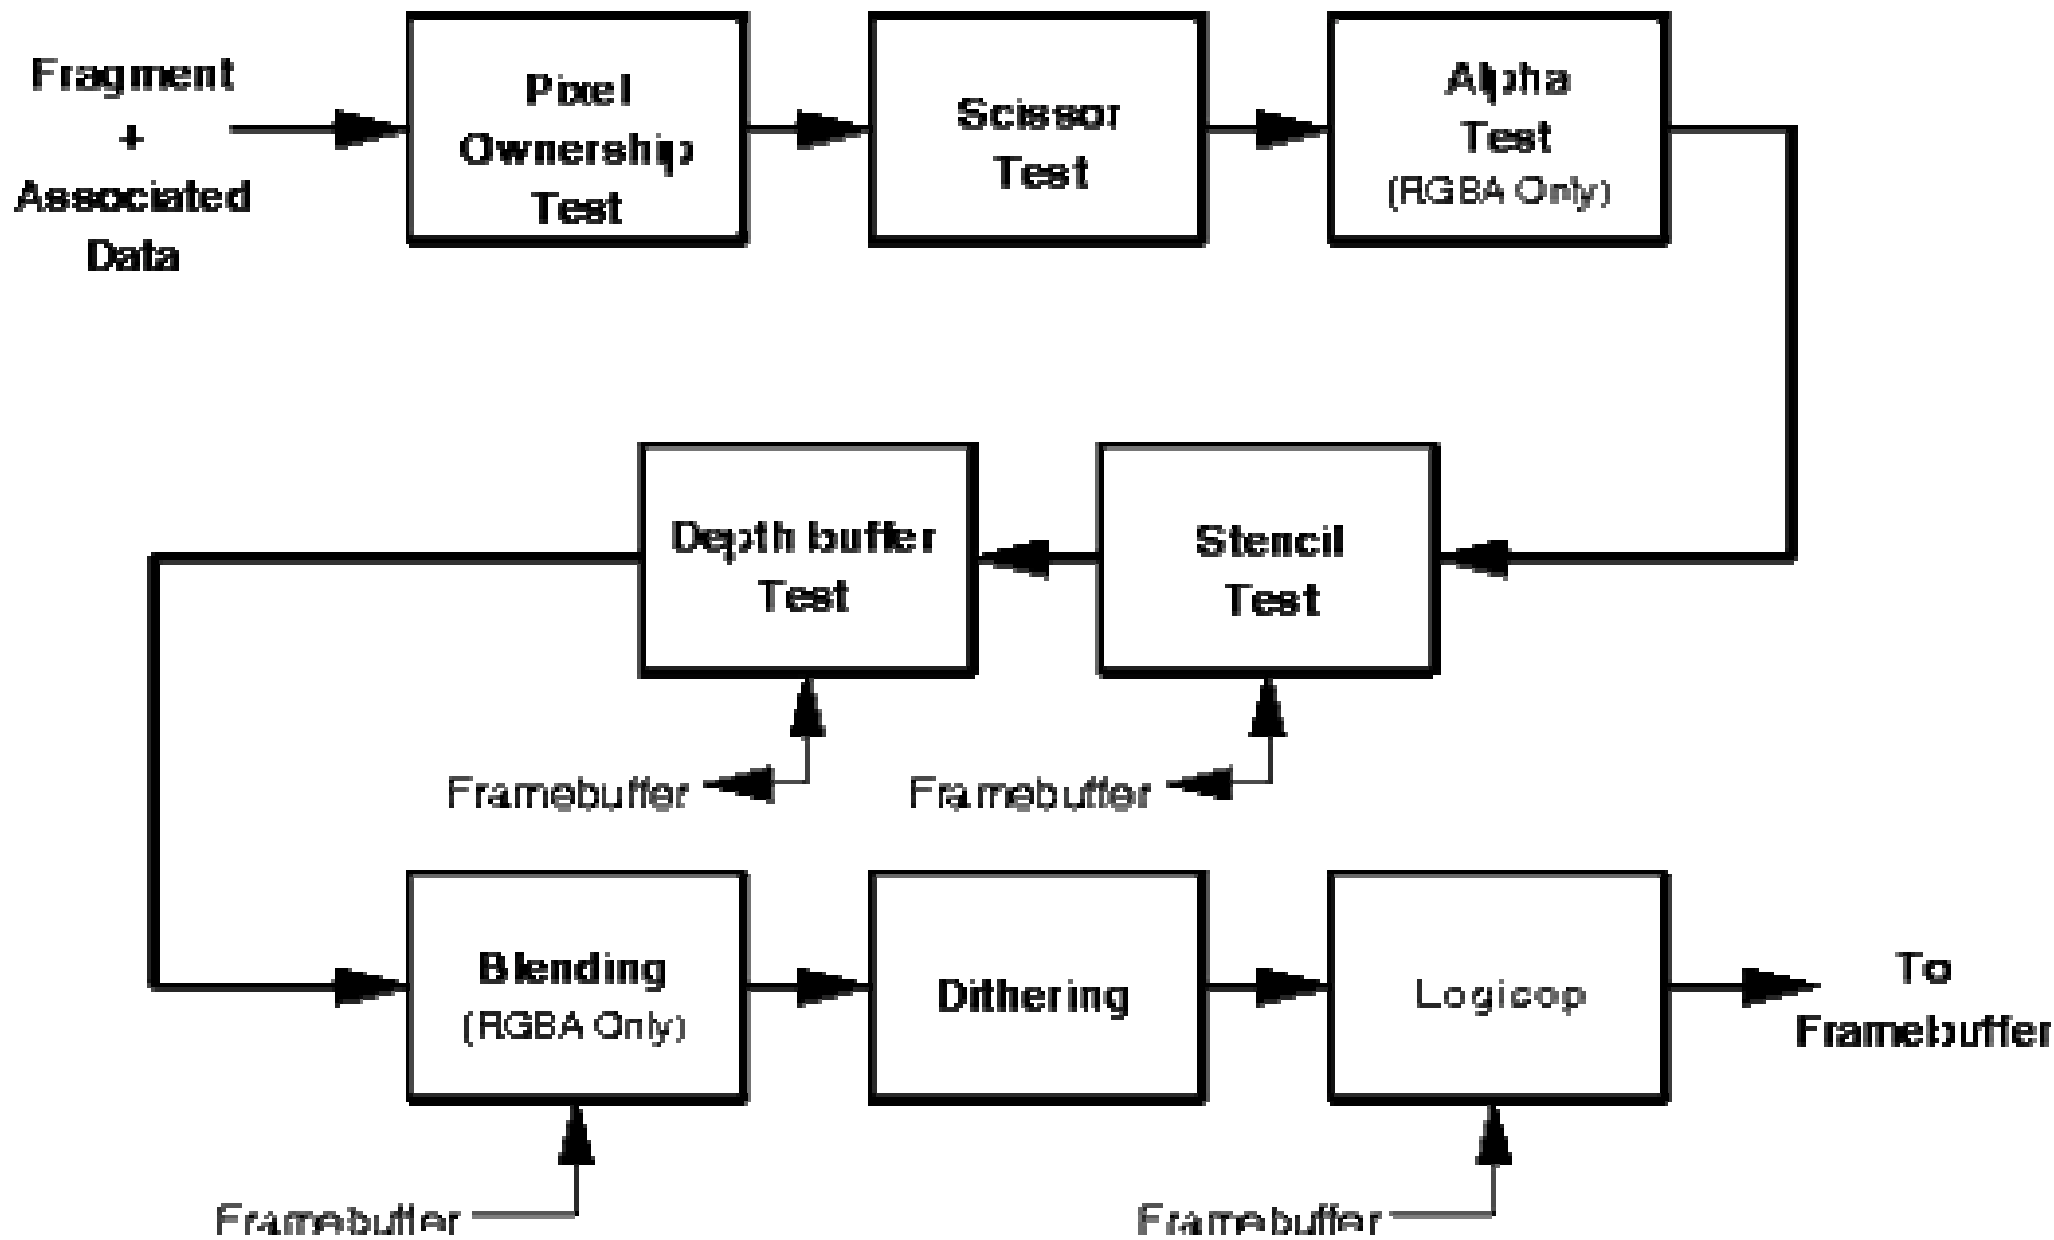 Fragment
+
Associated
Data
Pixel
Ownership
Test
Scissor
Test
Alpha
Test
(RGBA Only)
Depth buffer
Test
Stencil
Test
Framebuffer
Framebuffer
Blending
(RGBA Only)
Dithering
Logicop
To
Framebuffer
Framebuffer
Framebuffer